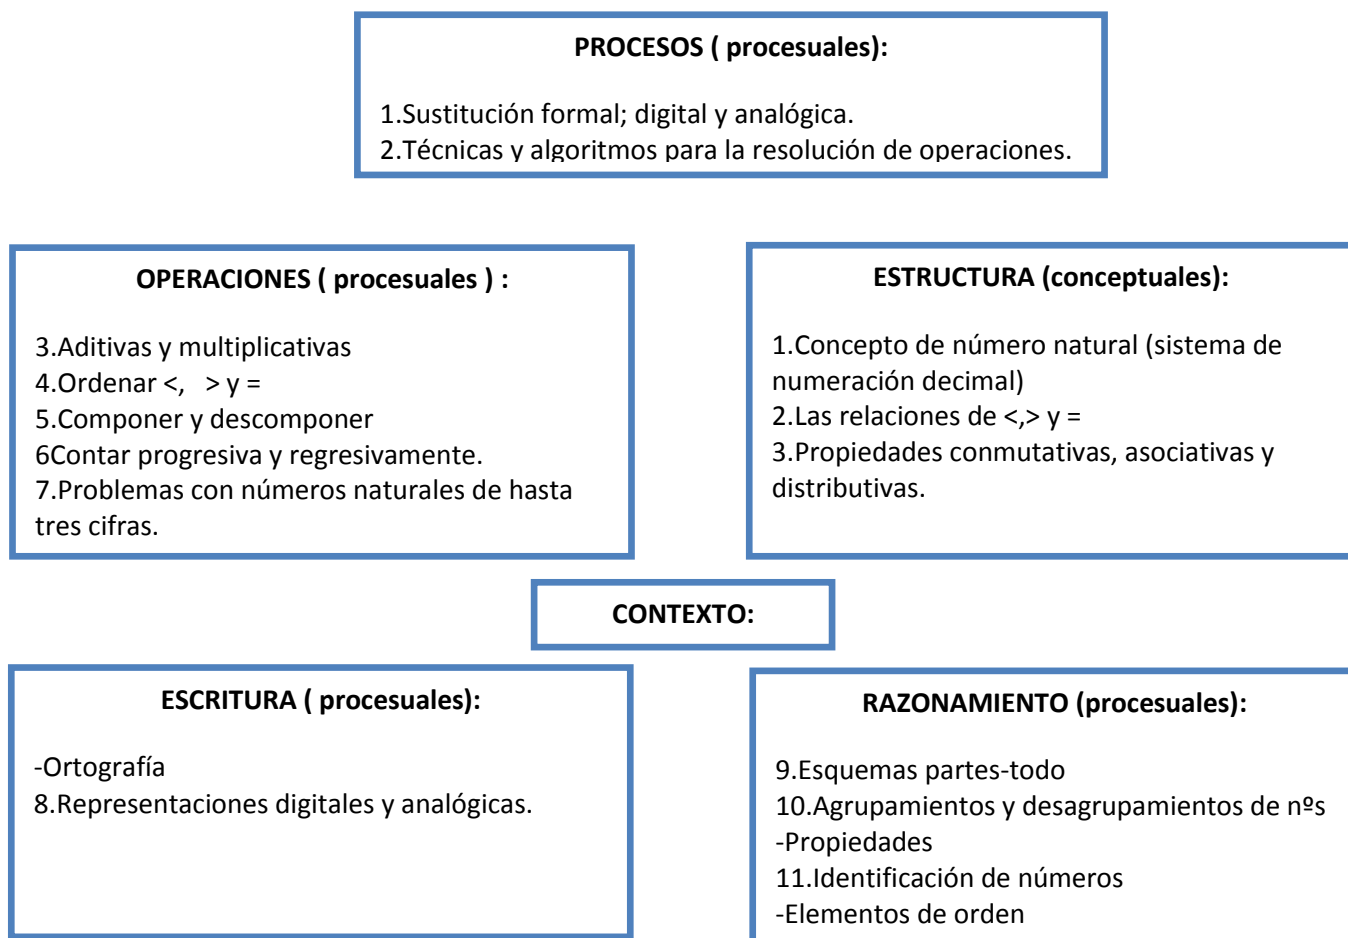 PROCESOS ( procesuales):
1.Sustitución formal; digital y analógica.
2.Técnicas y algoritmos para la resolución de operaciones.
OPERACIONES ( procesuales ) :
3.Aditivas y multiplicativas
4.Ordenar <,   > y =
5.Componer y descomponer
6Contar progresiva y regresivamente.
7.Problemas con números naturales de hasta
tres cifras.
ESTRUCTURA (conceptuales):
1.Concepto de número natural (sistema de
numeración decimal)
2.Las relaciones de <,> y =
3.Propiedades conmutativas, asociativas y
distributivas.
CONTEXTO:
ESCRITURA ( procesuales):
-Ortografía
8.Representaciones digitales y analógicas.
RAZONAMIENTO (procesuales):
9.Esquemas partes-todo
10.Agrupamientos y desagrupamientos de nºs
-Propiedades
11.Identificación de números
-Elementos de orden